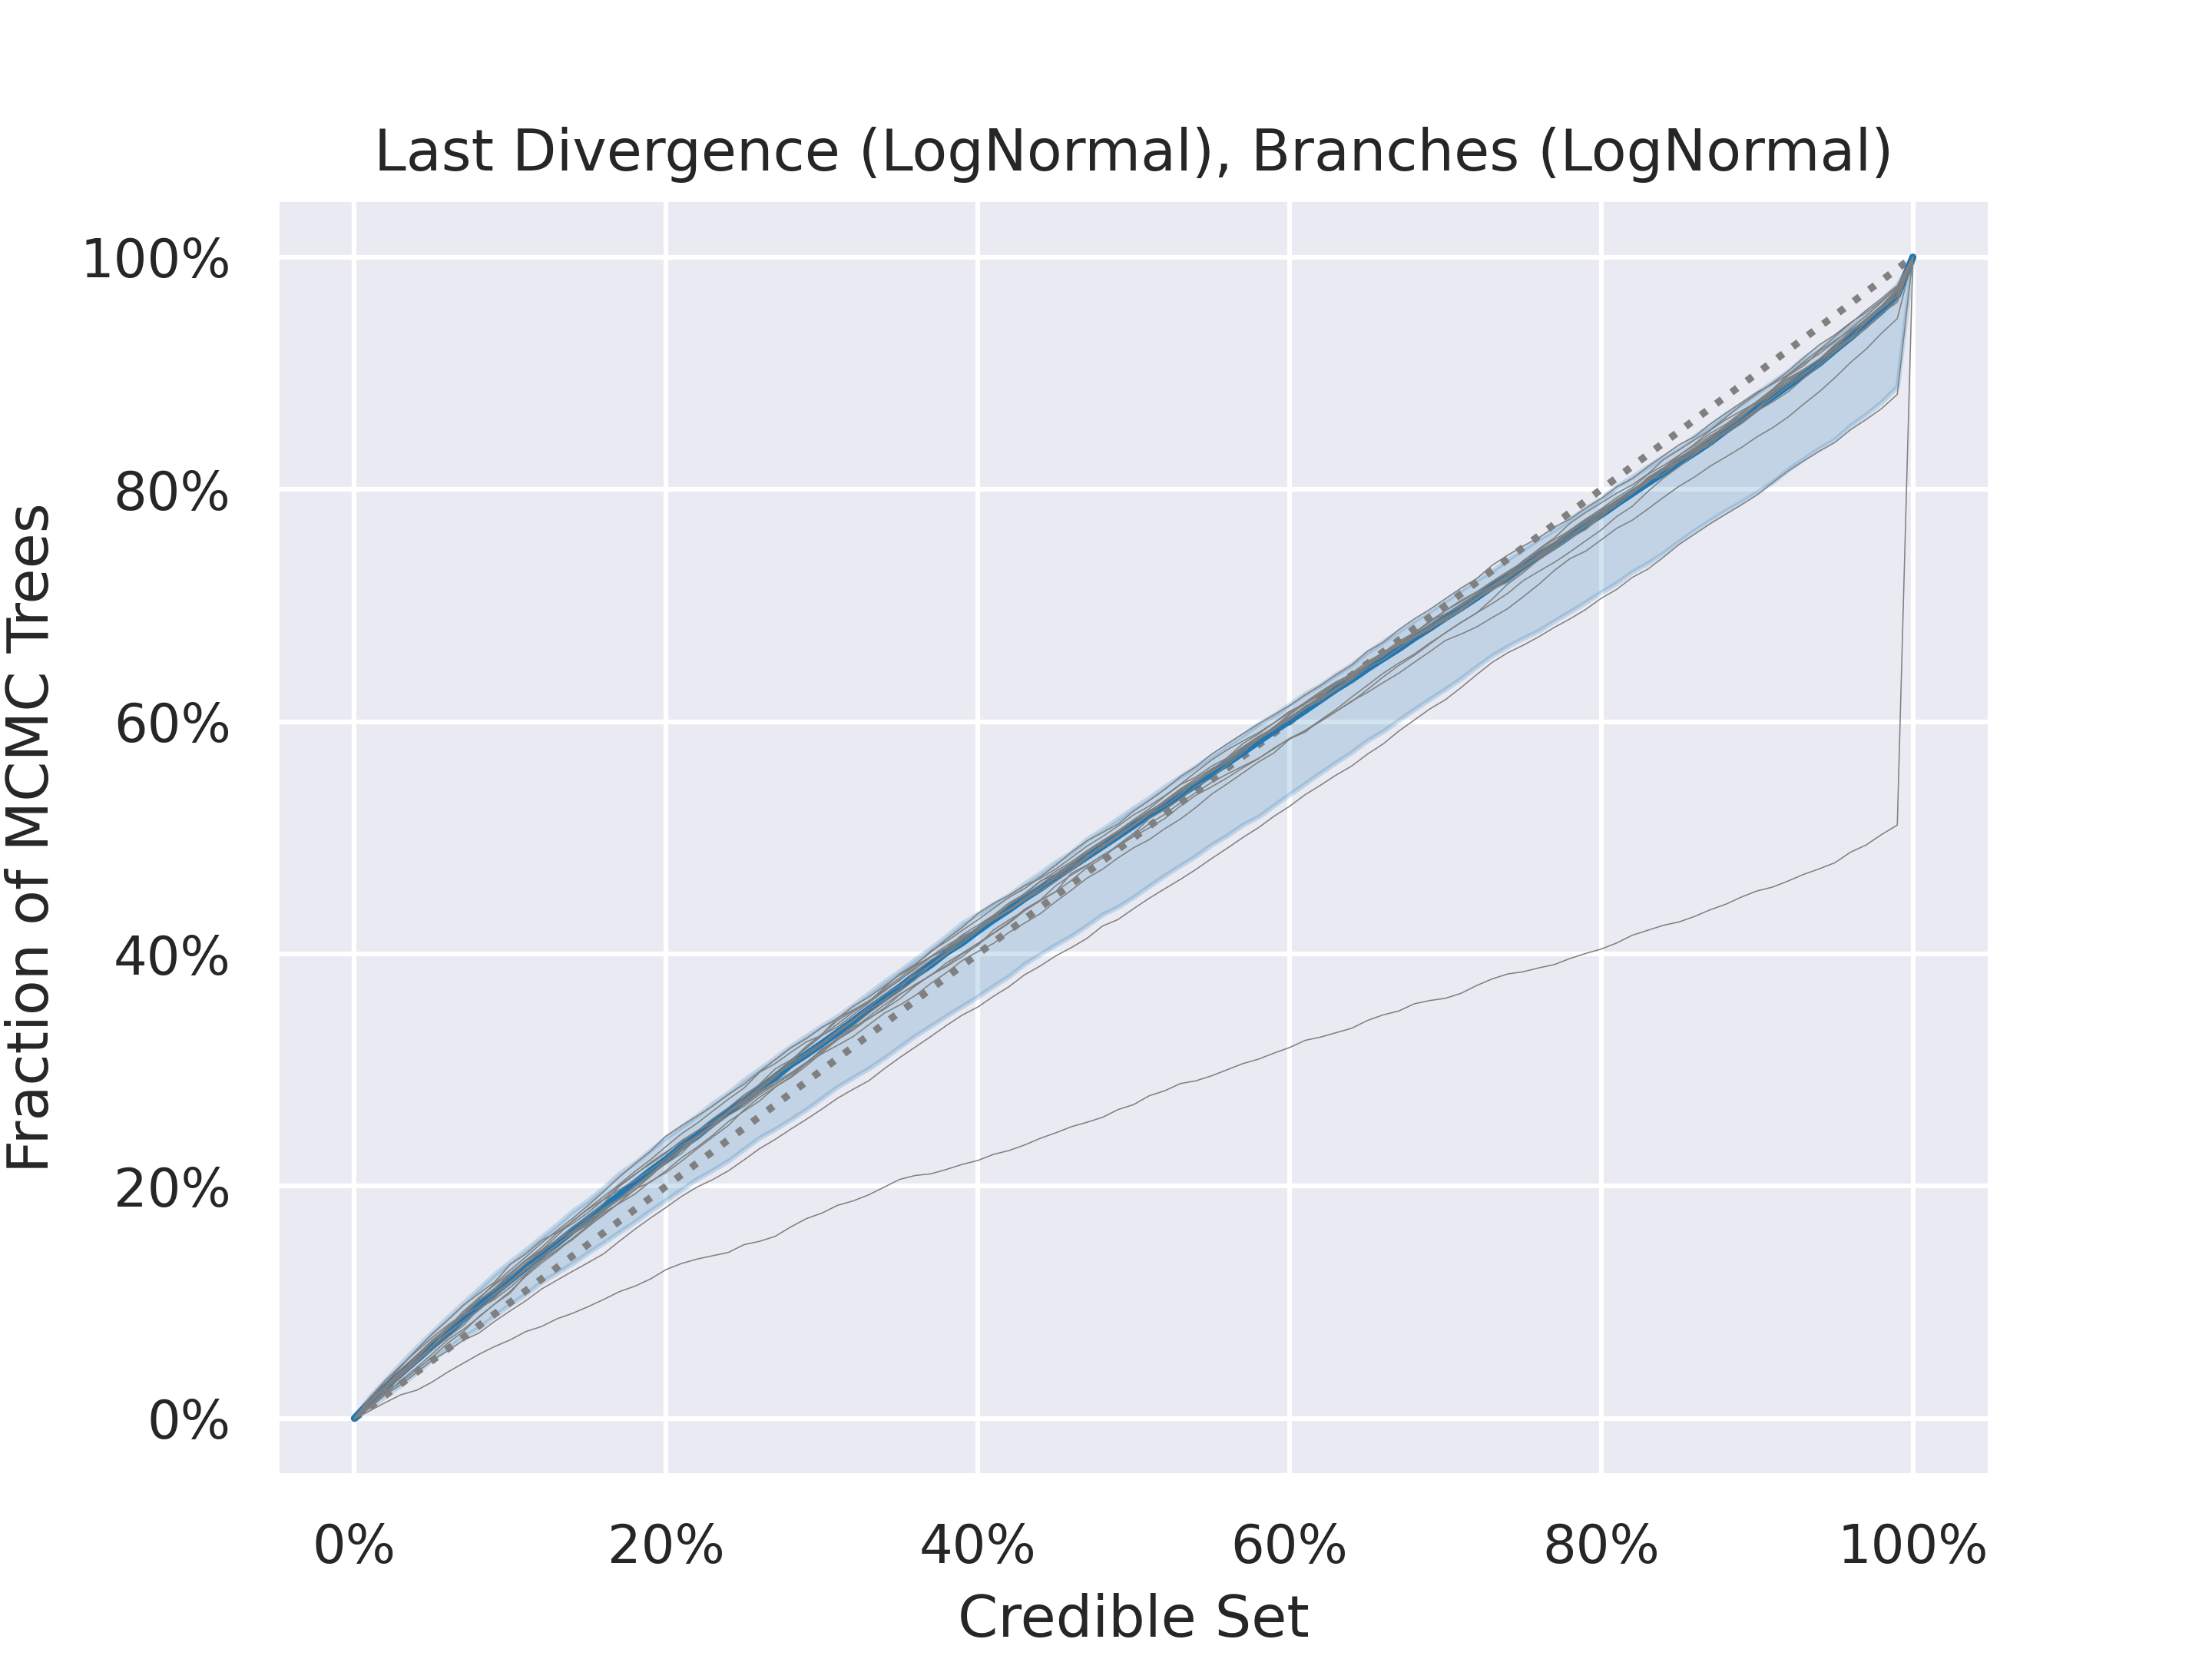 Last Divergence (LogNormal), Branches (LogNormal)
100%
80%
60%
40%
20%
0%
Fraction of MCMC Trees
0% 20% 40% 60% 80% 100%
Credible Set